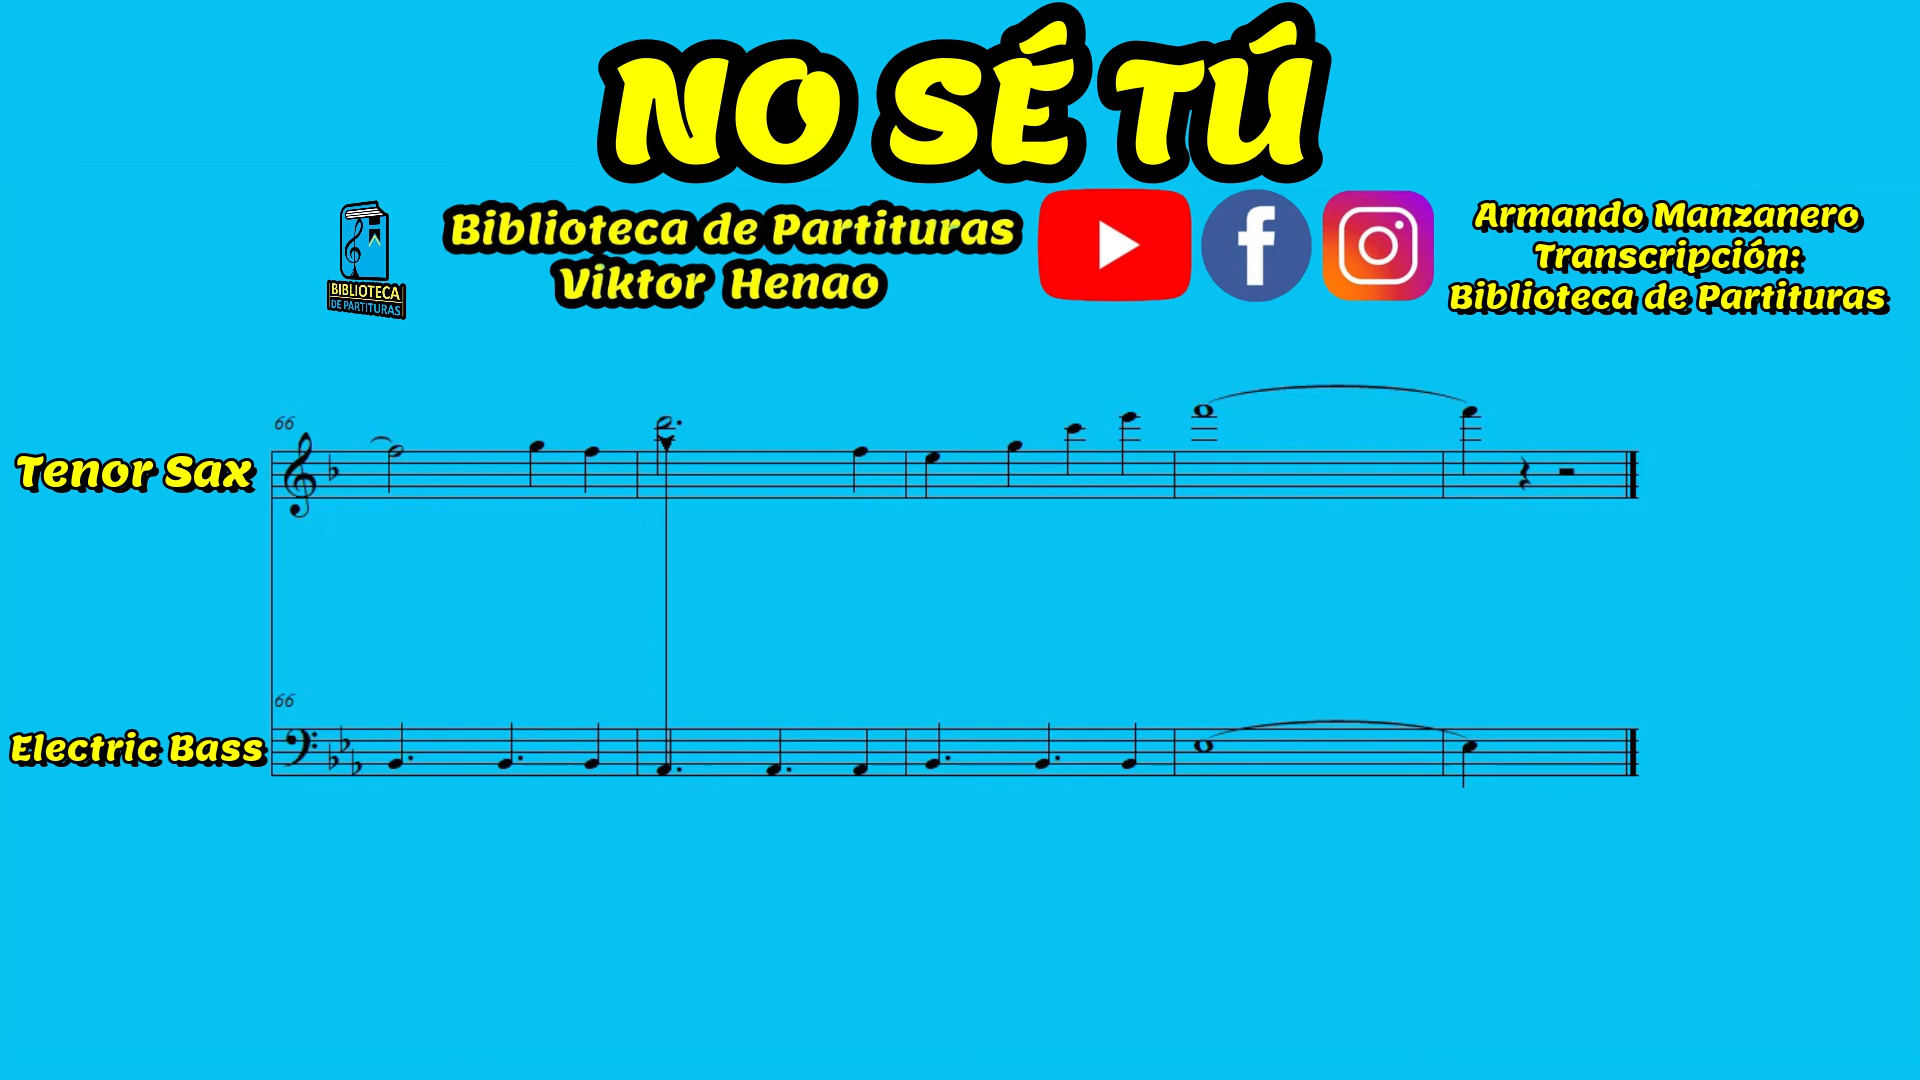 NO SÉ TÚ
BIBLIOTECA
DE PARTITURAS
Biblioteca de Partituras
Viktor Henao
Armando Manzanero
Transcripción:
Biblioteca de Partituras
66
Tenor Sax
66
Electric Bass